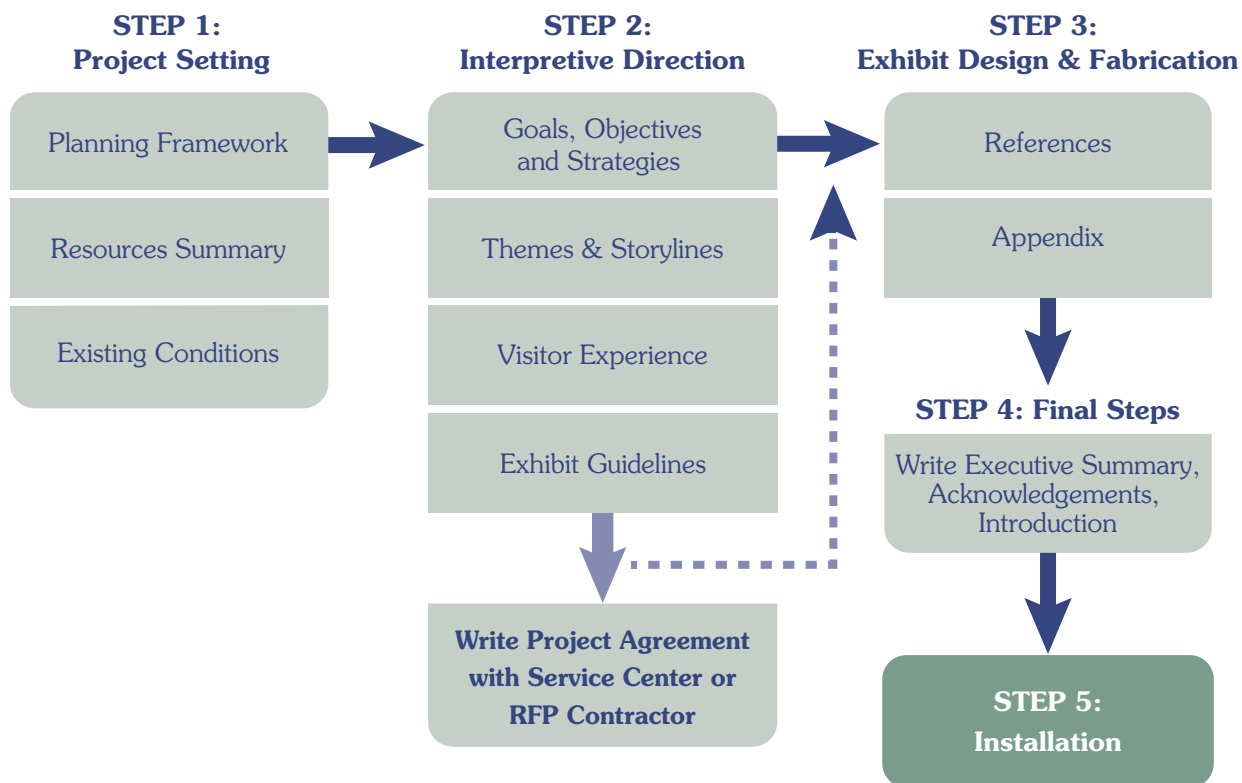 STEP 1:
Project Setting
Planning Framework
Resources Summary
Existing Conditions
STEP 2:
Interpretive Direction
Goals, Objectives
and Strategies
Themes & Storylines
Visitor Experience
Exhibit Guidelines
Write Project Agreement
with Service Center or
RFP Contractor
STEP 3:
Exhibit Design & Fabrication
References
Appendix
STEP 4: Final Steps
Write Executive Summary,
Acknowledgements,
Introduction
STEP 5:
Installation